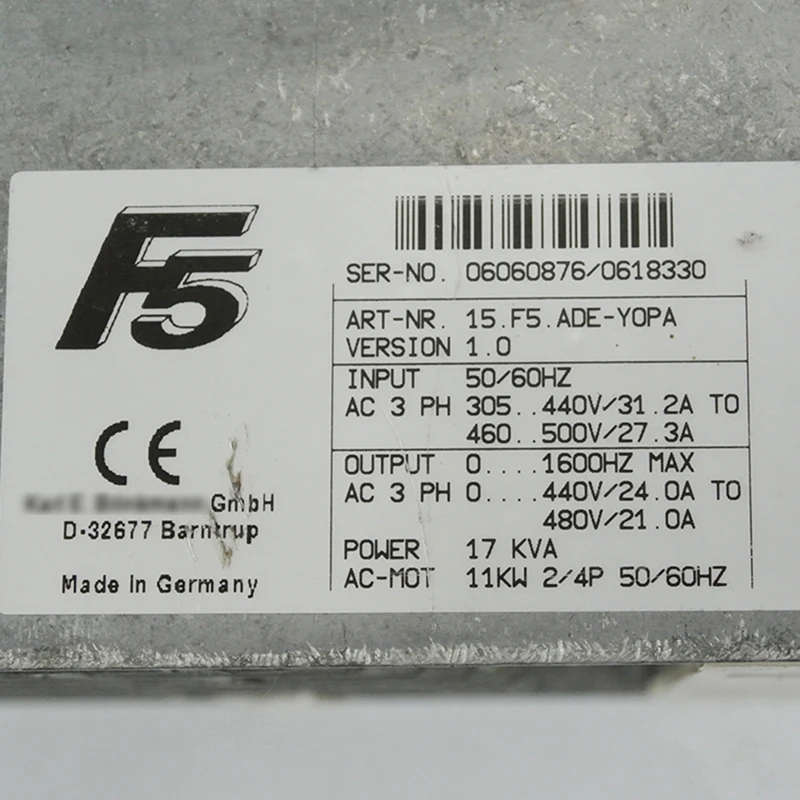 F5
SER-NO. 06060876/0618330
ART-NR. 15.F5.ADE-YOPA
VERSION 1.0
INPUT 50/60HZ
AC 3 PH 305..440V/31.2A TO
460..500V/27.3A
OUTPUT 0....1600HZ MAX
AC 3 PH 0....440V/24.0A TO
480V/21.0A
POWER 17 KVA
AC-MOT 11KW 2/4P 50/60HZ
CE
GmbH
D-32677 Barntrup
Made in Germany